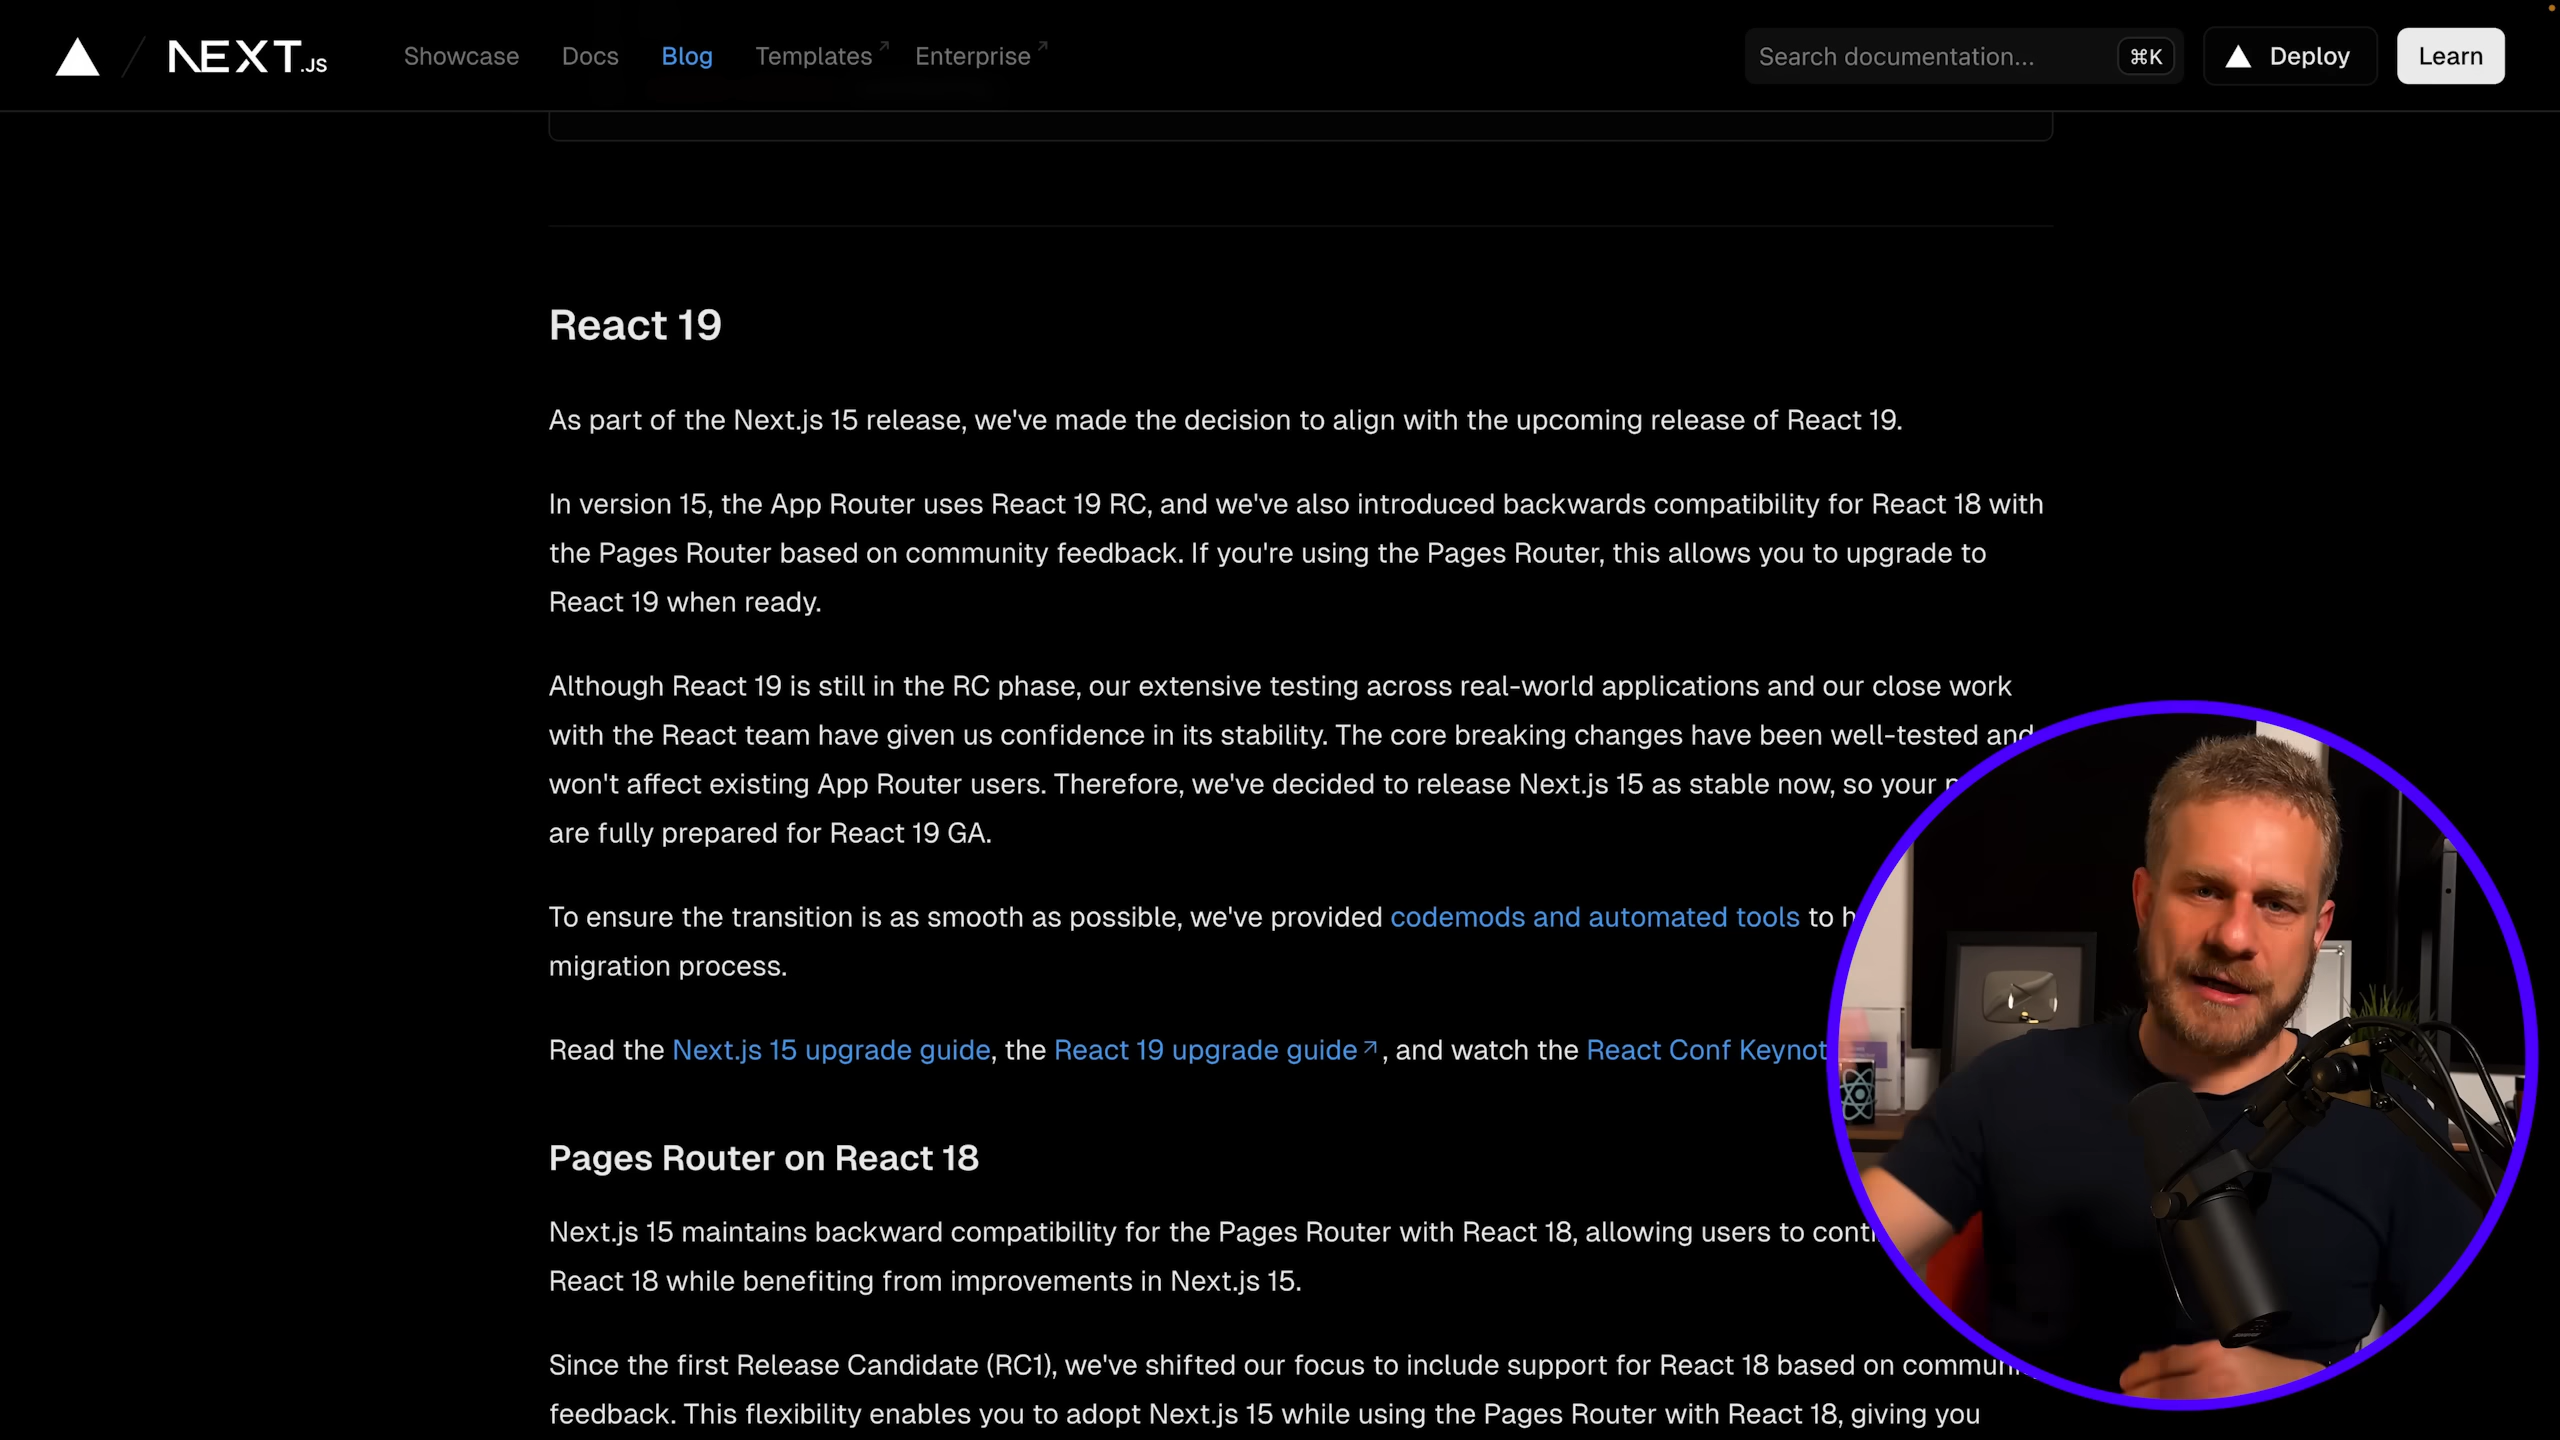 NEXT.JS
Showcase Docs Blog Templates Enterprise
Search documentation... ⌘K
Deploy
Learn
React 19
As part of the Next.js 15 release, we've made the decision to align with the upcoming release of React 19.
In version 15, the App Router uses React 19 RC, and we've also introduced backwards compatibility for React 18 with
the Pages Router based on community feedback. If you're using the Pages Router, this allows you to upgrade to
React 19 when ready.
Although React 19 is still in the RC phase, our extensive testing across real-world applications and our close work
with the React team have given us confidence in its stability. The core breaking changes have been well-tested and
won't affect existing App Router users. Therefore, we've decided to release Next.js 15 as stable now, so your
are fully prepared for React 19 GA.
To ensure the transition is as smooth as possible, we've provided codemods and automated tools to
migration process.
Read the Next.js 15 upgrade guide, the React 19 upgrade guide↗, and watch the React Conf
Pages Router on React 18
Next.js 15 maintains backward compatibility for the Pages Router with React 18, allowing users to
React 18 while benefiting from improvements in Next.js 15.
Since the first Release Candidate (RC1), we've shifted our focus to include support for React 18 based on
feedback. This flexibility enables you to adopt Next.js 15 while using the Pages Router with React 18, giving you